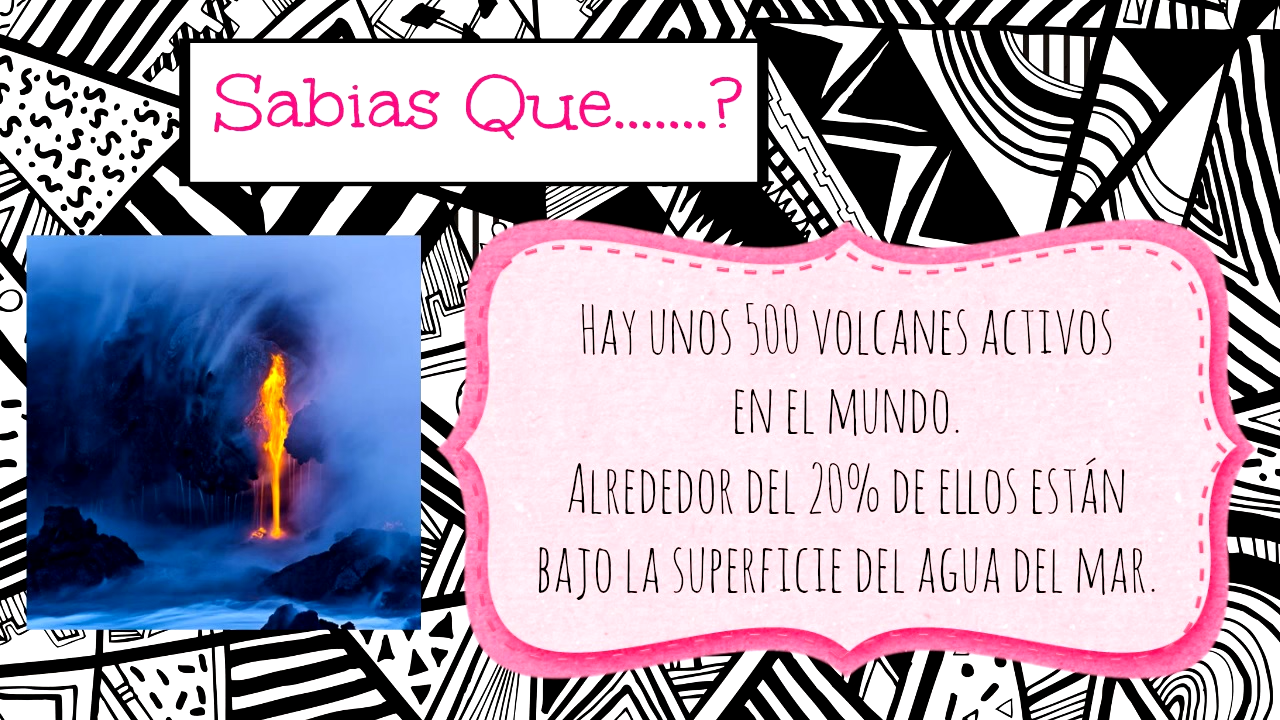 Sabias Que.......?
Hay unos 500 volcanes activos
en el mundo.
Alrededor del 20% de ellos están
bajo la superficie del agua del mar.